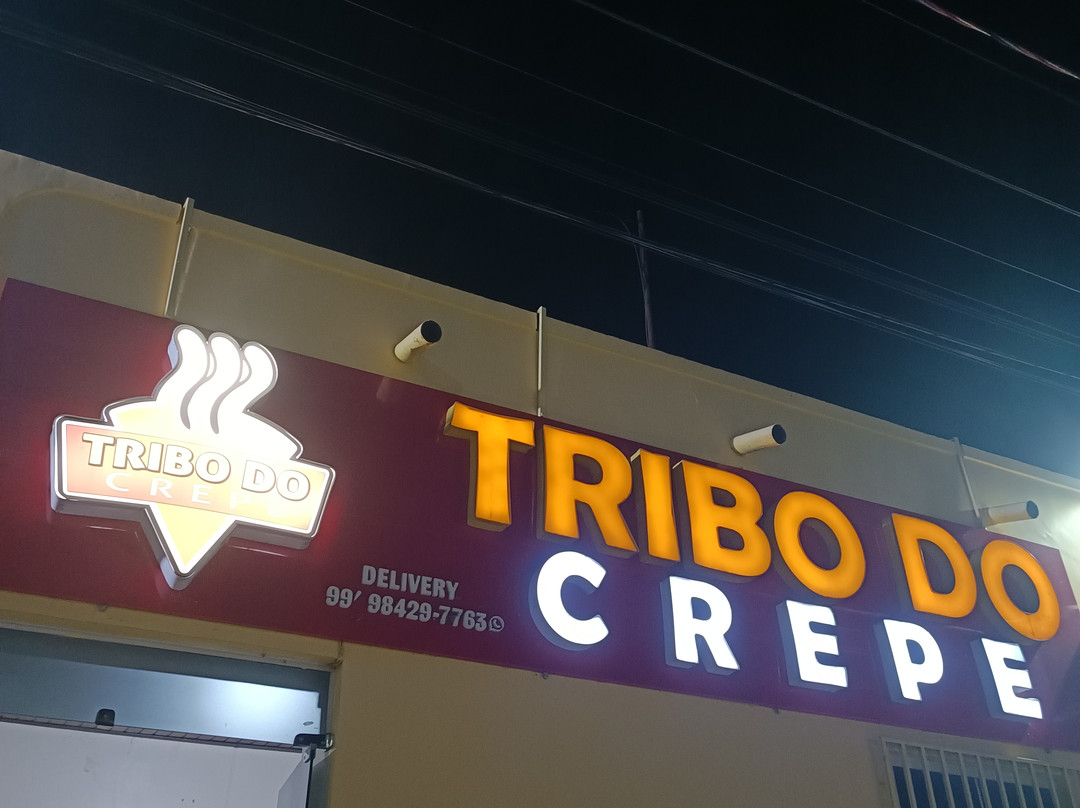 TRIBO DO
CREPE
DELIVERY
99' 98429-7763
TRIBO DO
CREPE